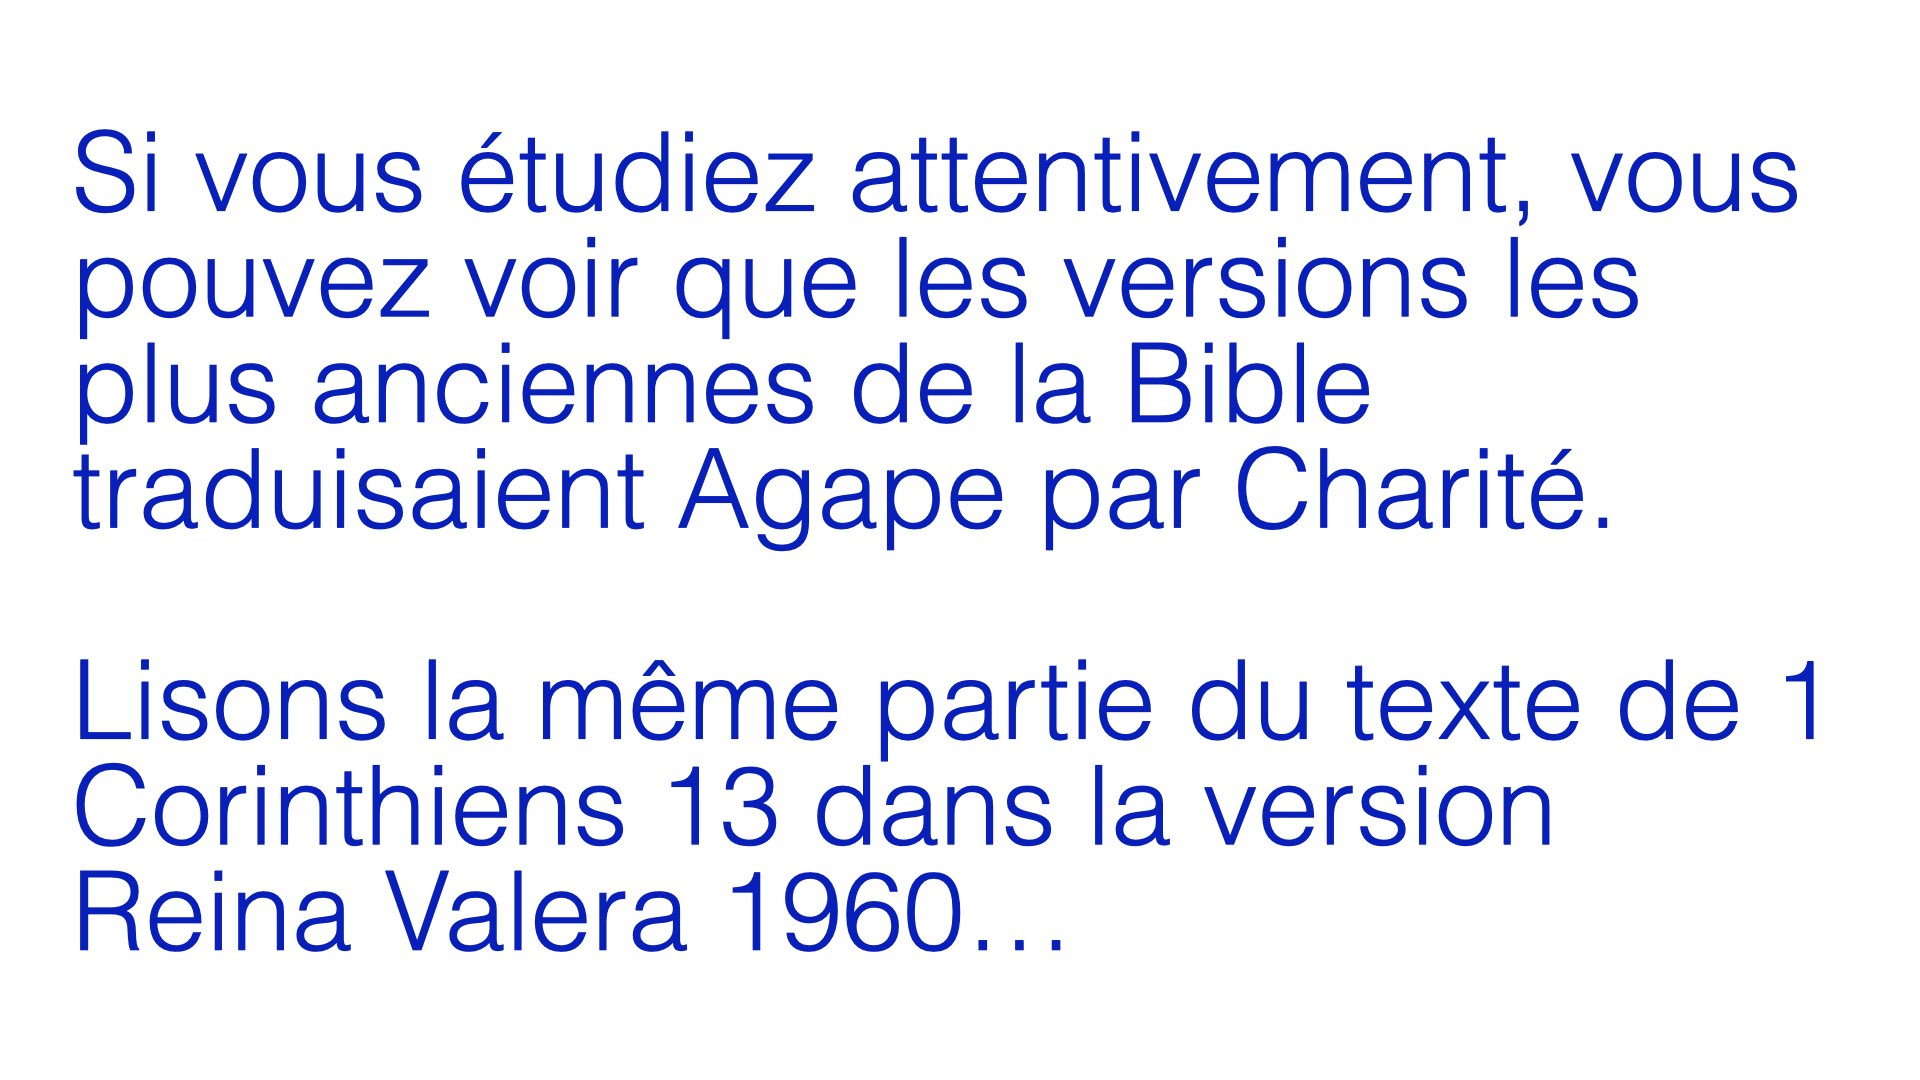 Si vous étudiez attentivement, vous
pouvez voir que les versions les
plus anciennes de la Bible
traduisaient Agape par Charité.
Lisons la même partie du texte de 1
Corinthiens 13 dans la version
Reina Valera 1960…